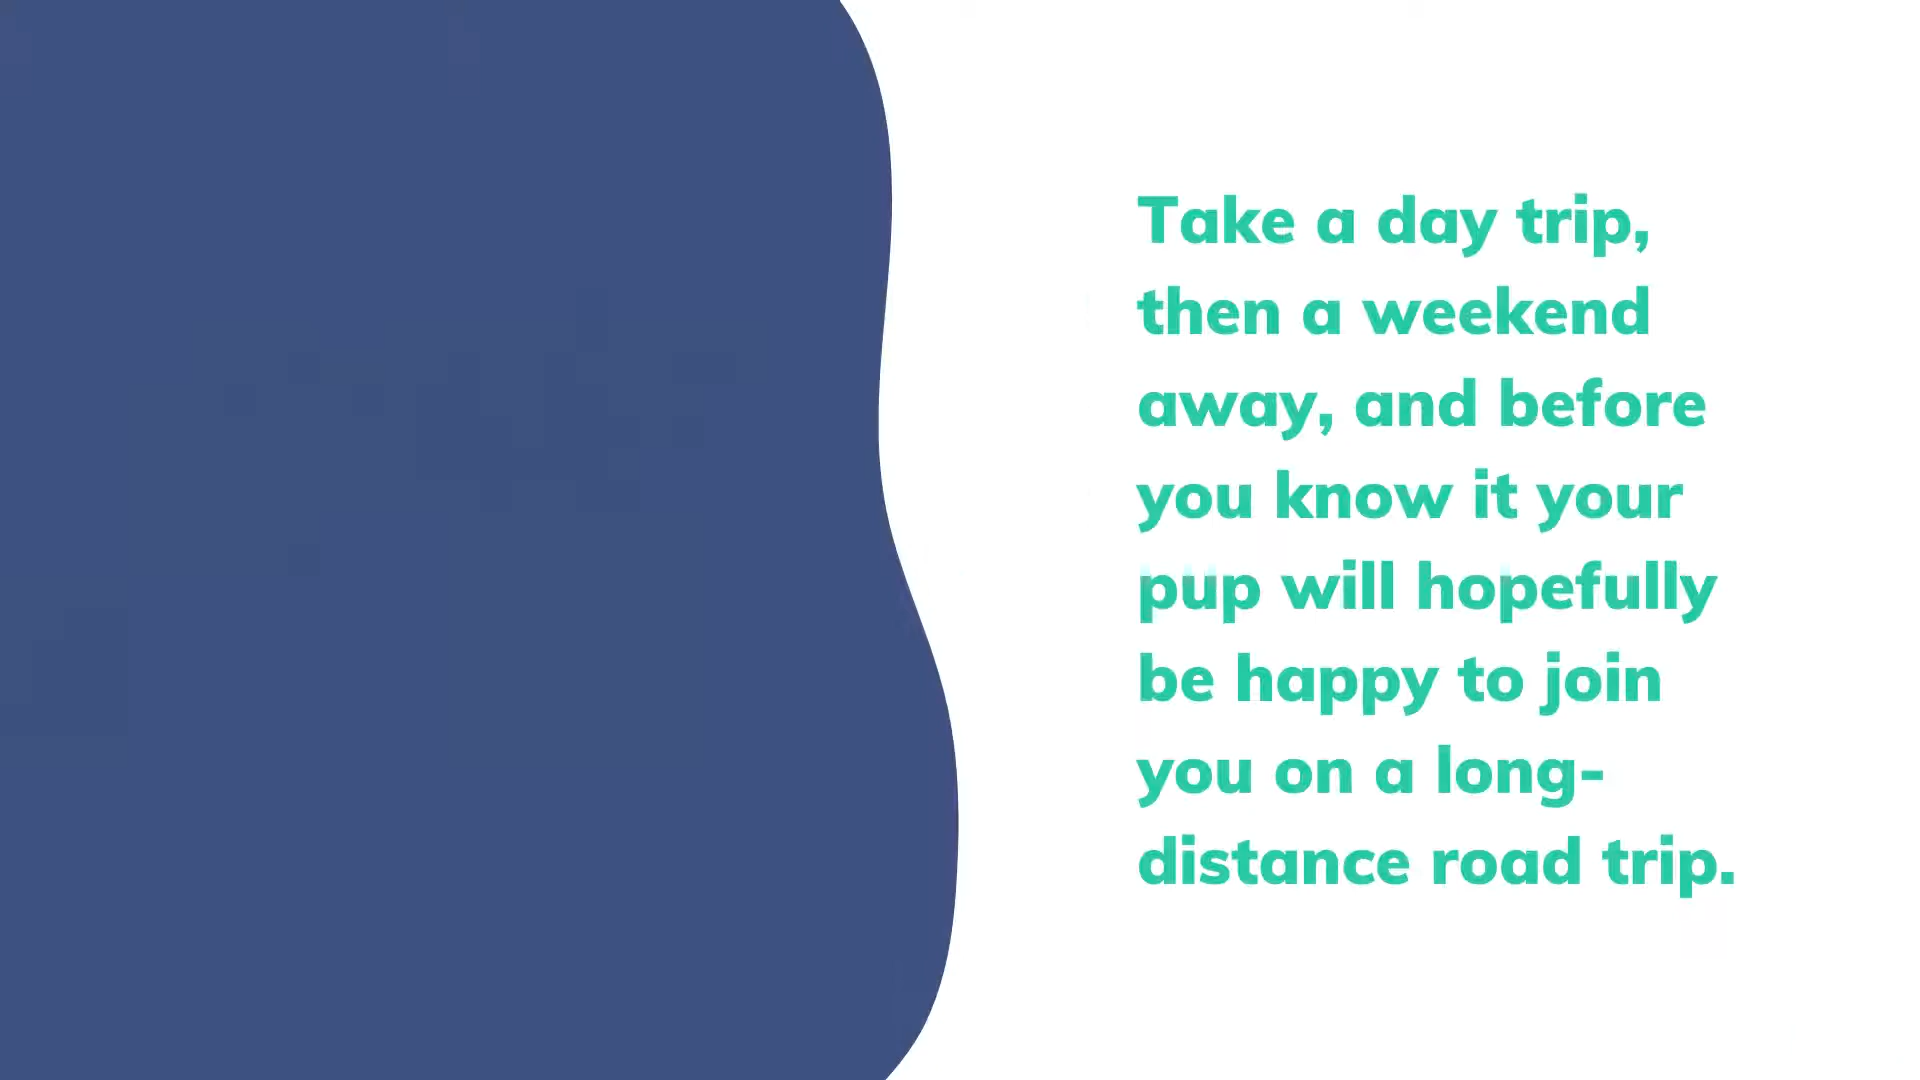 Take a day trip,
then a weekend
away, and before
you know it your
pup will hopefully
be happy to join
you on a long-
distance road trip.